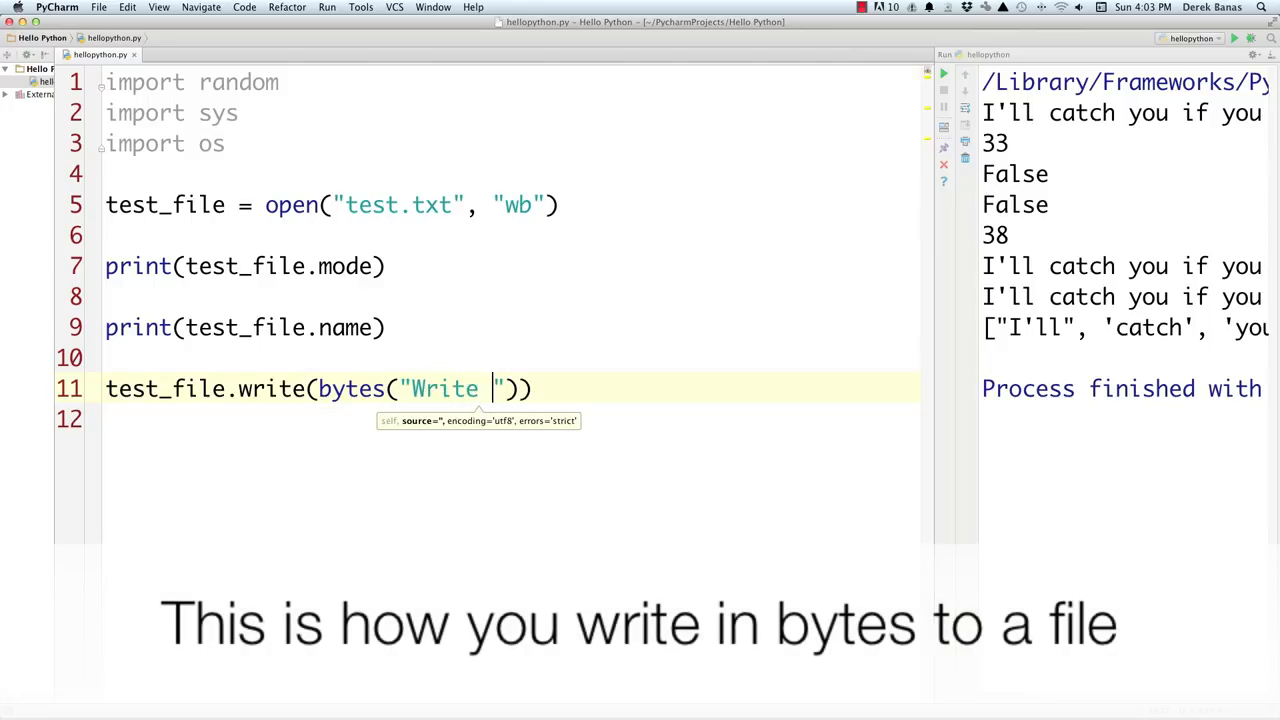 PyCharm File Edit View Navigate Code Refactor Run Tools VCS Window Help 10 Sun 4:03 PM Derek Banas
hellopython.py - Hello Python - [~/PycharmProjects/Hello Python]
Hello Python hellopython.py hellopython
hellopython.py Run hellopython
Hello P
hell
Extern
1 import random
2 import sys
3 import os
4
5 test_file = open("test.txt", "wb")
6
7 print(test_file.mode)
8
9 print(test_file.name)
10
11 test_file.write(bytes("Write "))
12
self, source='', encoding='utf8', errors='strict'
/Library/Frameworks/Py
I'll catch you if you
33
False
False
38
I'll catch you if you
I'll catch you if you
["I'll", 'catch', 'you
Process finished with
This is how you write in bytes to a file